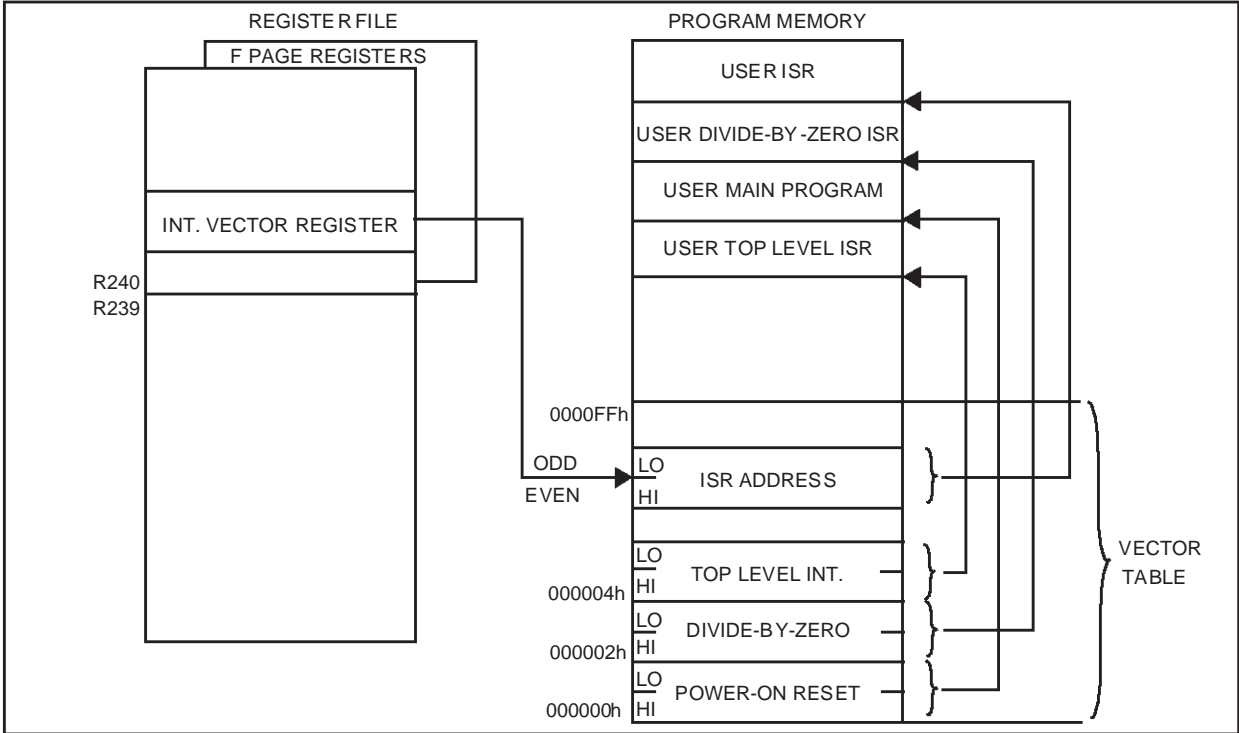 REGISTER FILE
F PAGE REGISTERS
INT. VECTOR REGISTER
R240
R239
PROGRAM MEMORY
USER ISR
USER DIVIDE-BY-ZERO ISR
USER MAIN PROGRAM
USER TOP LEVEL ISR
0000FFh
ODD
EVEN
LO
ISR ADDRESS
HI
LO
TOP LEVEL INT.
HI
000004h
LO
DIVIDE-BY-ZERO
HI
000002h
LO
POWER-ON RESET
HI
000000h
VECTOR
TABLE